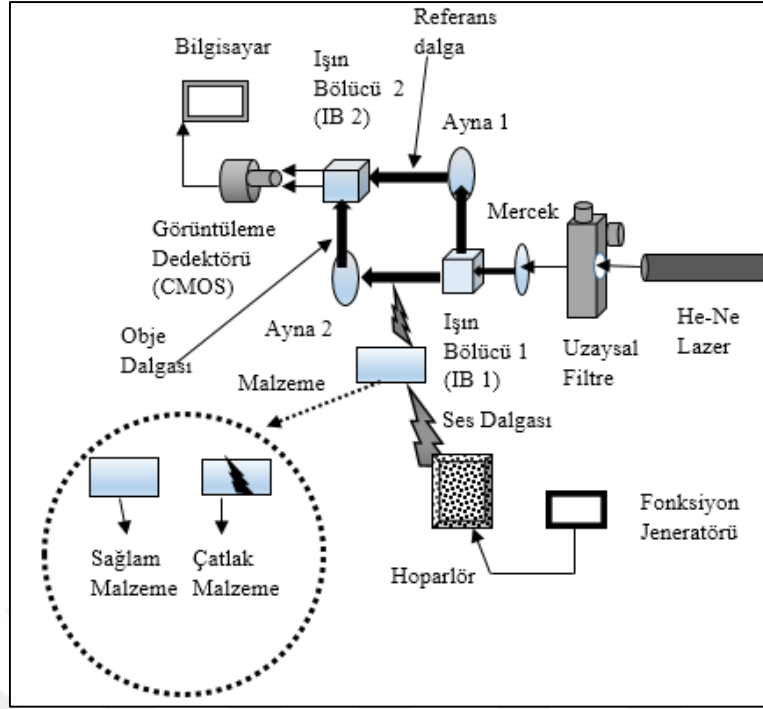 Bilgisayar
Işın
Bölücü 2
(IB 2)
Referans
dalga
Ayna 1
Görüntüleme
Dedektörü
(CMOS)
Mercek
Obje
Dalgası
Ayna 2
Işın
Bölücü 1
(IB 1)
Uzaysal
Filtre
He-Ne
Lazer
Malzeme
Ses Dalgası
Sağlam
Malzeme
Çatlak
Malzeme
Hoparlör
Fonksiyon
Jeneratörü